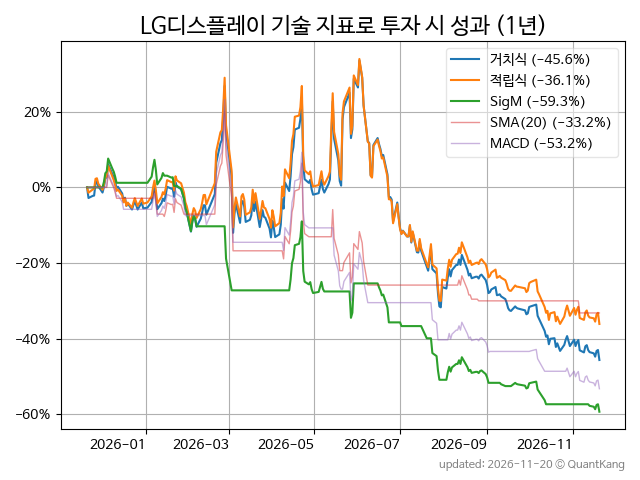 LG디스플레이 기술 지표로 투자 시 성과 (1년)
거치식 (−45.6%)
적립식 (−36.1%)
SigM (−59.3%)
SMA(20) (−33.2%)
MACD (−53.2%)
20%
0%
−20%
−40%
−60%
2026-01 2026-03 2026-05 2026-07 2026-09 2026-11
updated: 2026-11-20 © QuantKang